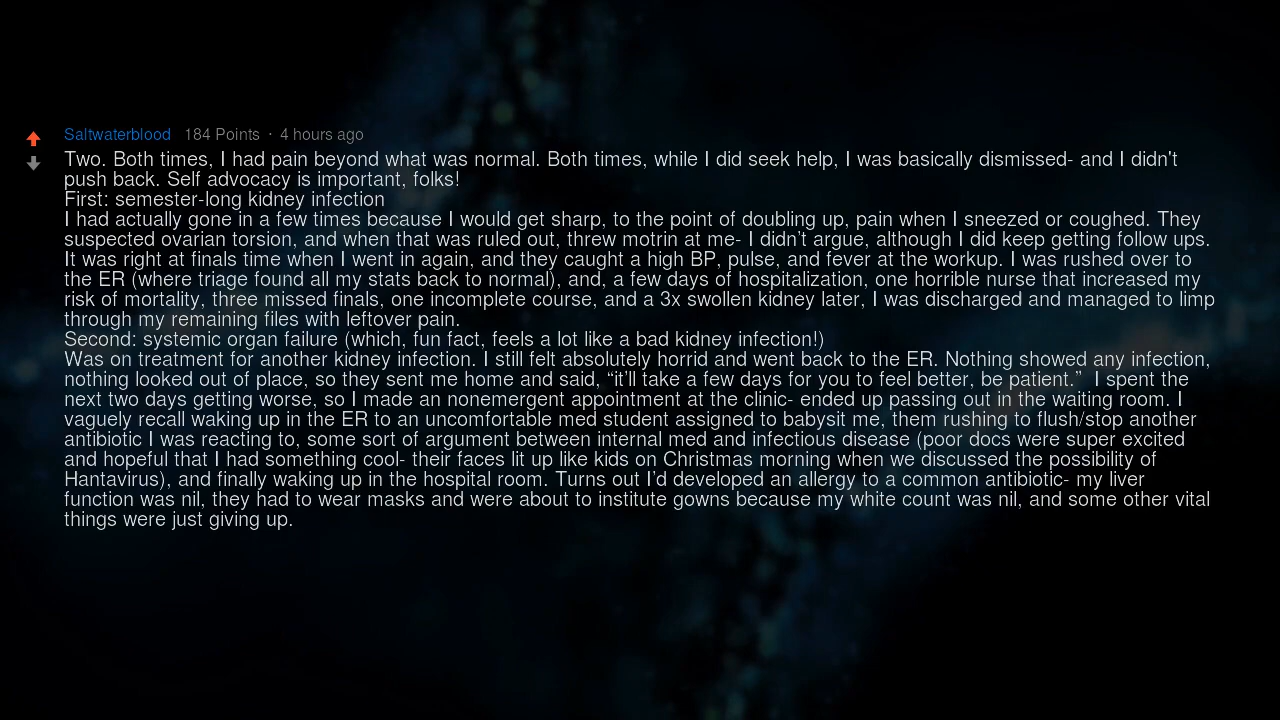 Saltwaterblood 184 Points · 4 hours ago
Two. Both times, I had pain beyond what was normal. Both times, while I did seek help, I was basically dismissed- and I didn't
push back. Self advocacy is important, folks!
First: semester-long kidney infection
I had actually gone in a few times because I would get sharp, to the point of doubling up, pain when I sneezed or coughed. They
suspected ovarian torsion, and when that was ruled out, threw motrin at me- I didn’t argue, although I did keep getting follow ups.
It was right at finals time when I went in again, and they caught a high BP, pulse, and fever at the workup. I was rushed over to
the ER (where triage found all my stats back to normal), and, a few days of hospitalization, one horrible nurse that increased my
risk of mortality, three missed finals, one incomplete course, and a 3x swollen kidney later, I was discharged and managed to limp
through my remaining files with leftover pain.
Second: systemic organ failure (which, fun fact, feels a lot like a bad kidney infection!)
Was on treatment for another kidney infection. I still felt absolutely horrid and went back to the ER. Nothing showed any infection,
nothing looked out of place, so they sent me home and said, “it’ll take a few days for you to feel better, be patient.”  I spent the
next two days getting worse, so I made an nonemergent appointment at the clinic- ended up passing out in the waiting room. I
vaguely recall waking up in the ER to an uncomfortable med student assigned to babysit me, them rushing to flush/stop another
antibiotic I was reacting to, some sort of argument between internal med and infectious disease (poor docs were super excited
and hopeful that I had something cool- their faces lit up like kids on Christmas morning when we discussed the possibility of
Hantavirus), and finally waking up in the hospital room. Turns out I’d developed an allergy to a common antibiotic- my liver
function was nil, they had to wear masks and were about to institute gowns because my white count was nil, and some other vital
things were just giving up.